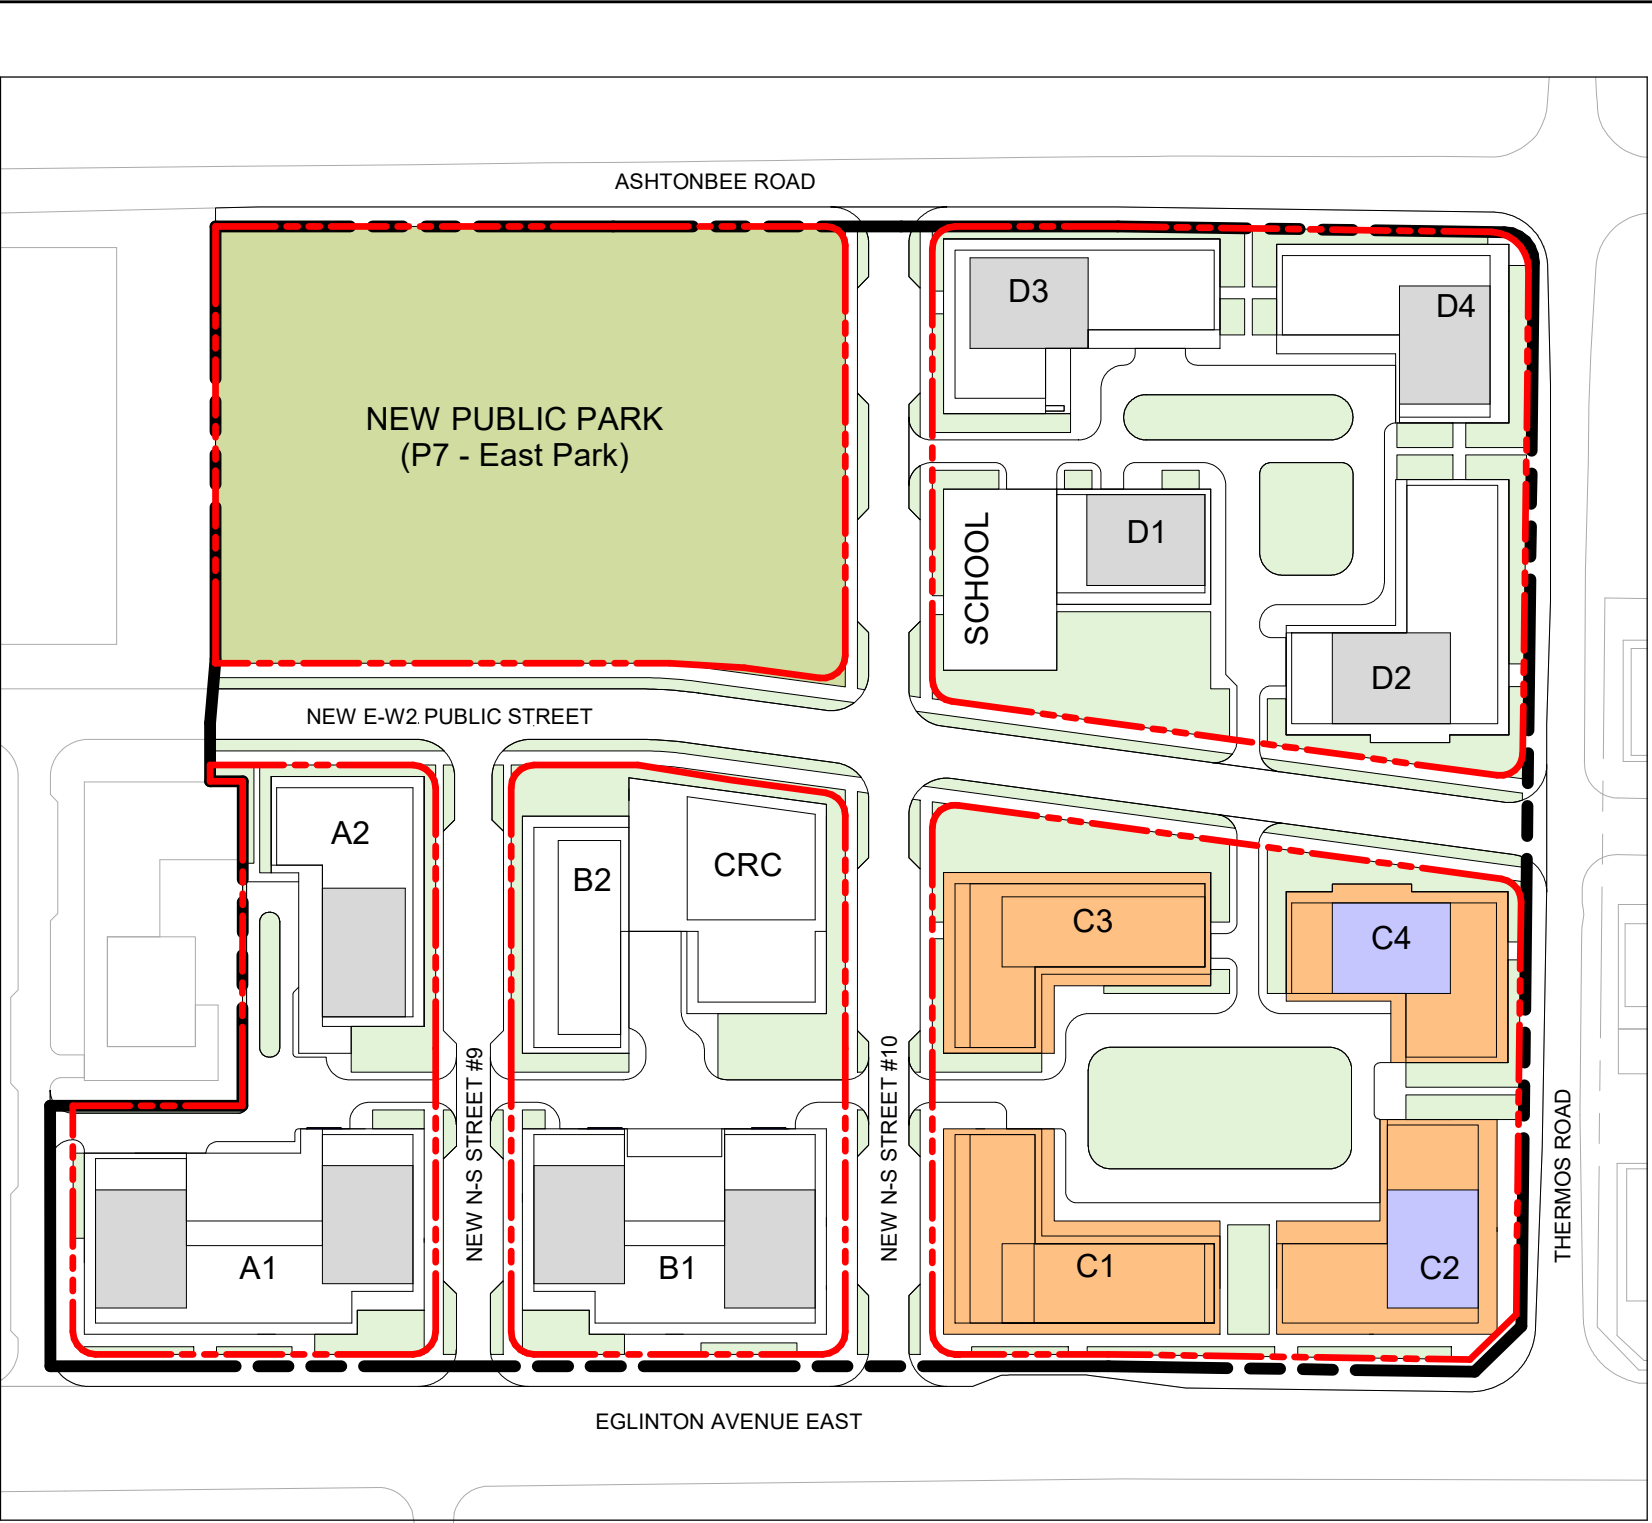 ASHTONBEE ROAD
D3
D4
NEW PUBLIC PARK
(P7 - East Park)
SCHOOL
D1
D2
NEW E-W2 PUBLIC STREET
A2
B2
CRC
C3
C4
NEW N-S STREET #9
NEW N-S STREET #10
THERMOS ROAD
A1
B1
C1
C2
EGLINTON AVENUE EAST